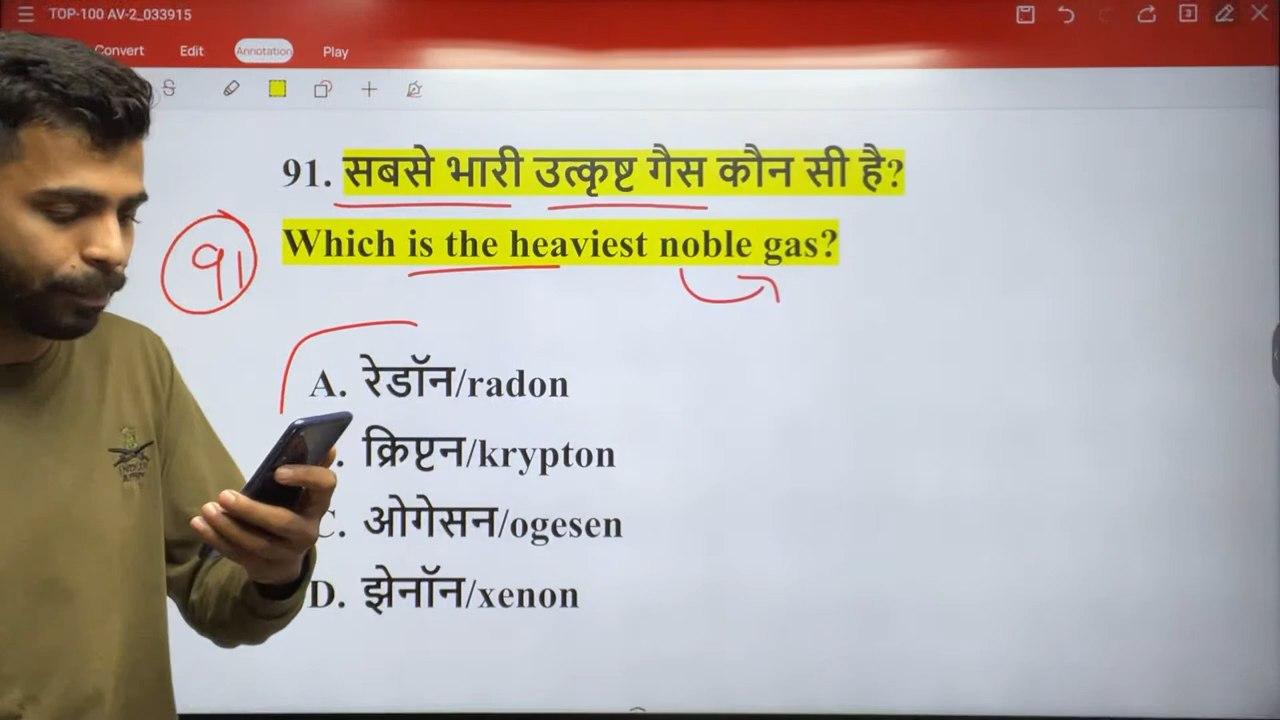 TOP-100 AV-2_033915
Convert Edit Annotation Play
91. सबसे भारी उत्कृष्ट गैस कौन सी है?
Which is the heaviest noble gas?
91
A. रेडॉन/radon
. क्रिप्टन/krypton
C. ओगेसन/ogesen
D. झेनॉन/xenon